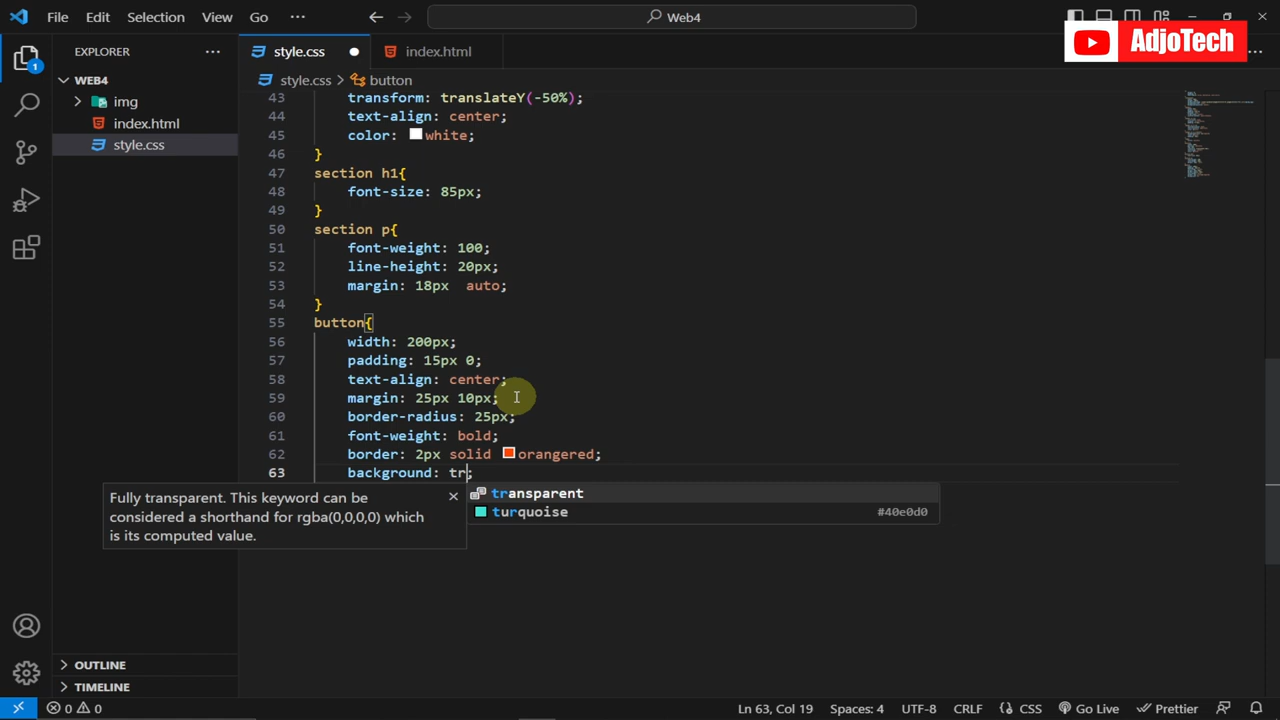 File Edit Selection View Go ··· Web4
AdjoTech
EXPLORER ···
style.css
index.html
WEB4
style.css > button
img
index.html
style.css
1
43 transform: translateY(-50%);
44 text-align: center;
45 color: white;
46 }
47 section h1{
48 font-size: 85px;
49 }
50 section p{
51 font-weight: 100;
52 line-height: 20px;
53 margin: 18px  auto;
54 }
55 button{
56 width: 200px;
57 padding: 15px 0;
58 text-align: center;
59 margin: 25px 10px;
60 border-radius: 25px;
61 font-weight: bold;
62 border: 2px solid orangered;
63 background: tr;
Fully transparent. This keyword can be
considered a shorthand for rgba(0,0,0,0) which
is its computed value.
transparent
turquoise #40e0d0
OUTLINE
TIMELINE
0 0 Ln 63, Col 19 Spaces: 4 UTF-8 CRLF {} CSS Go Live Prettier